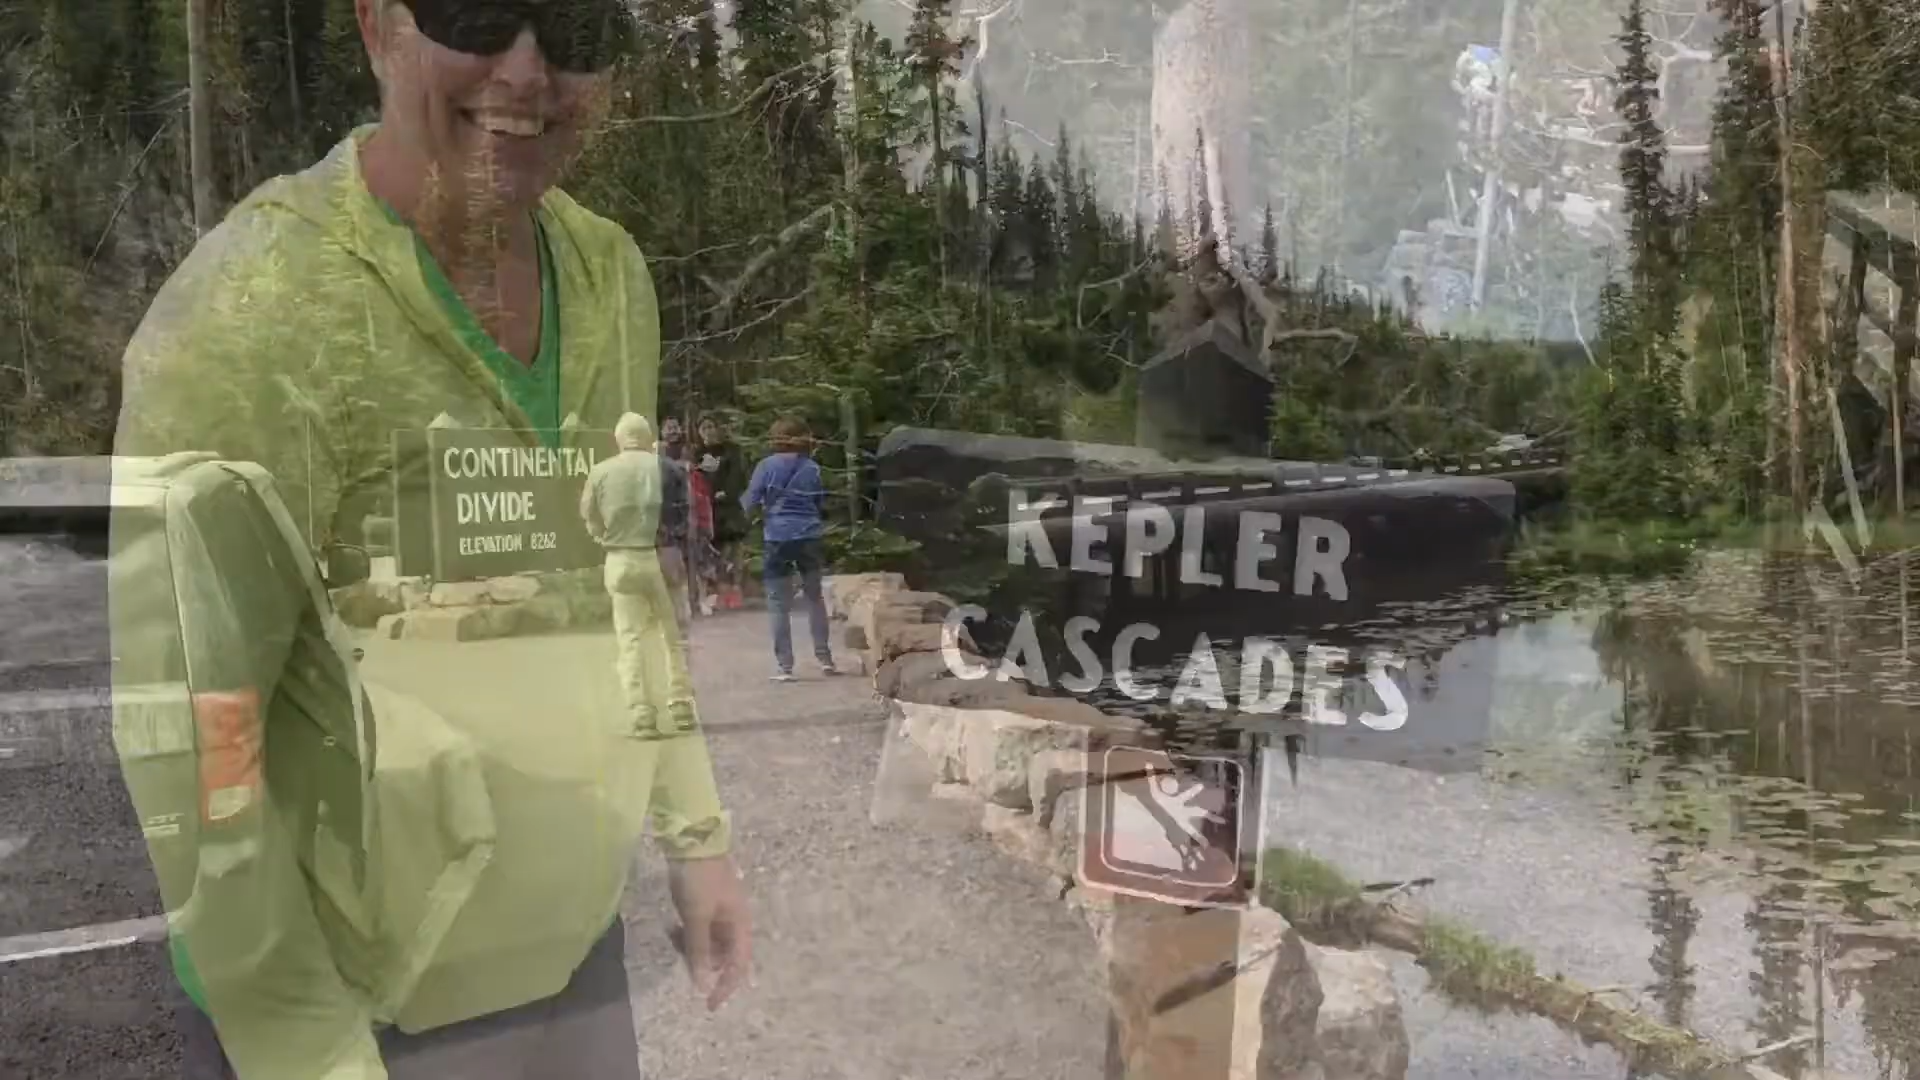 CONTINENTAL
DIVIDE
ELEVATION 8262
KEPLER
CASCADES